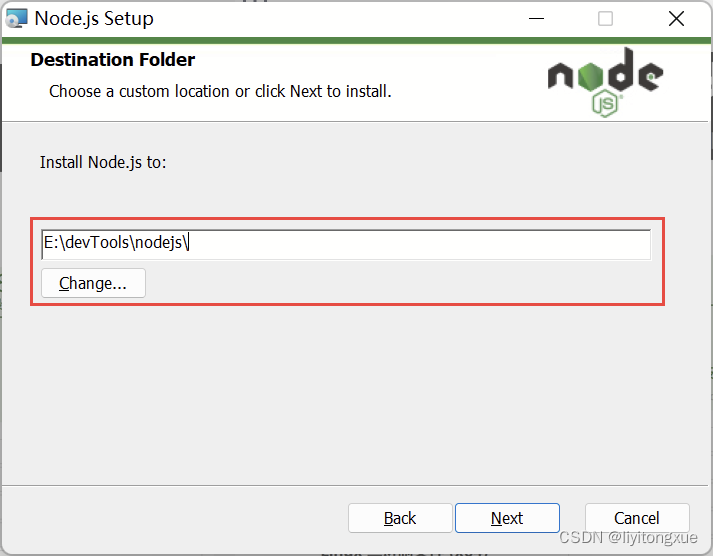 Node.js Setup
Destination Folder
Choose a custom location or click Next to install.
node
JS
Install Node.js to:
E:\devTools\nodejs\
Change...
Back Next Cancel
CSDN @liyitongxue